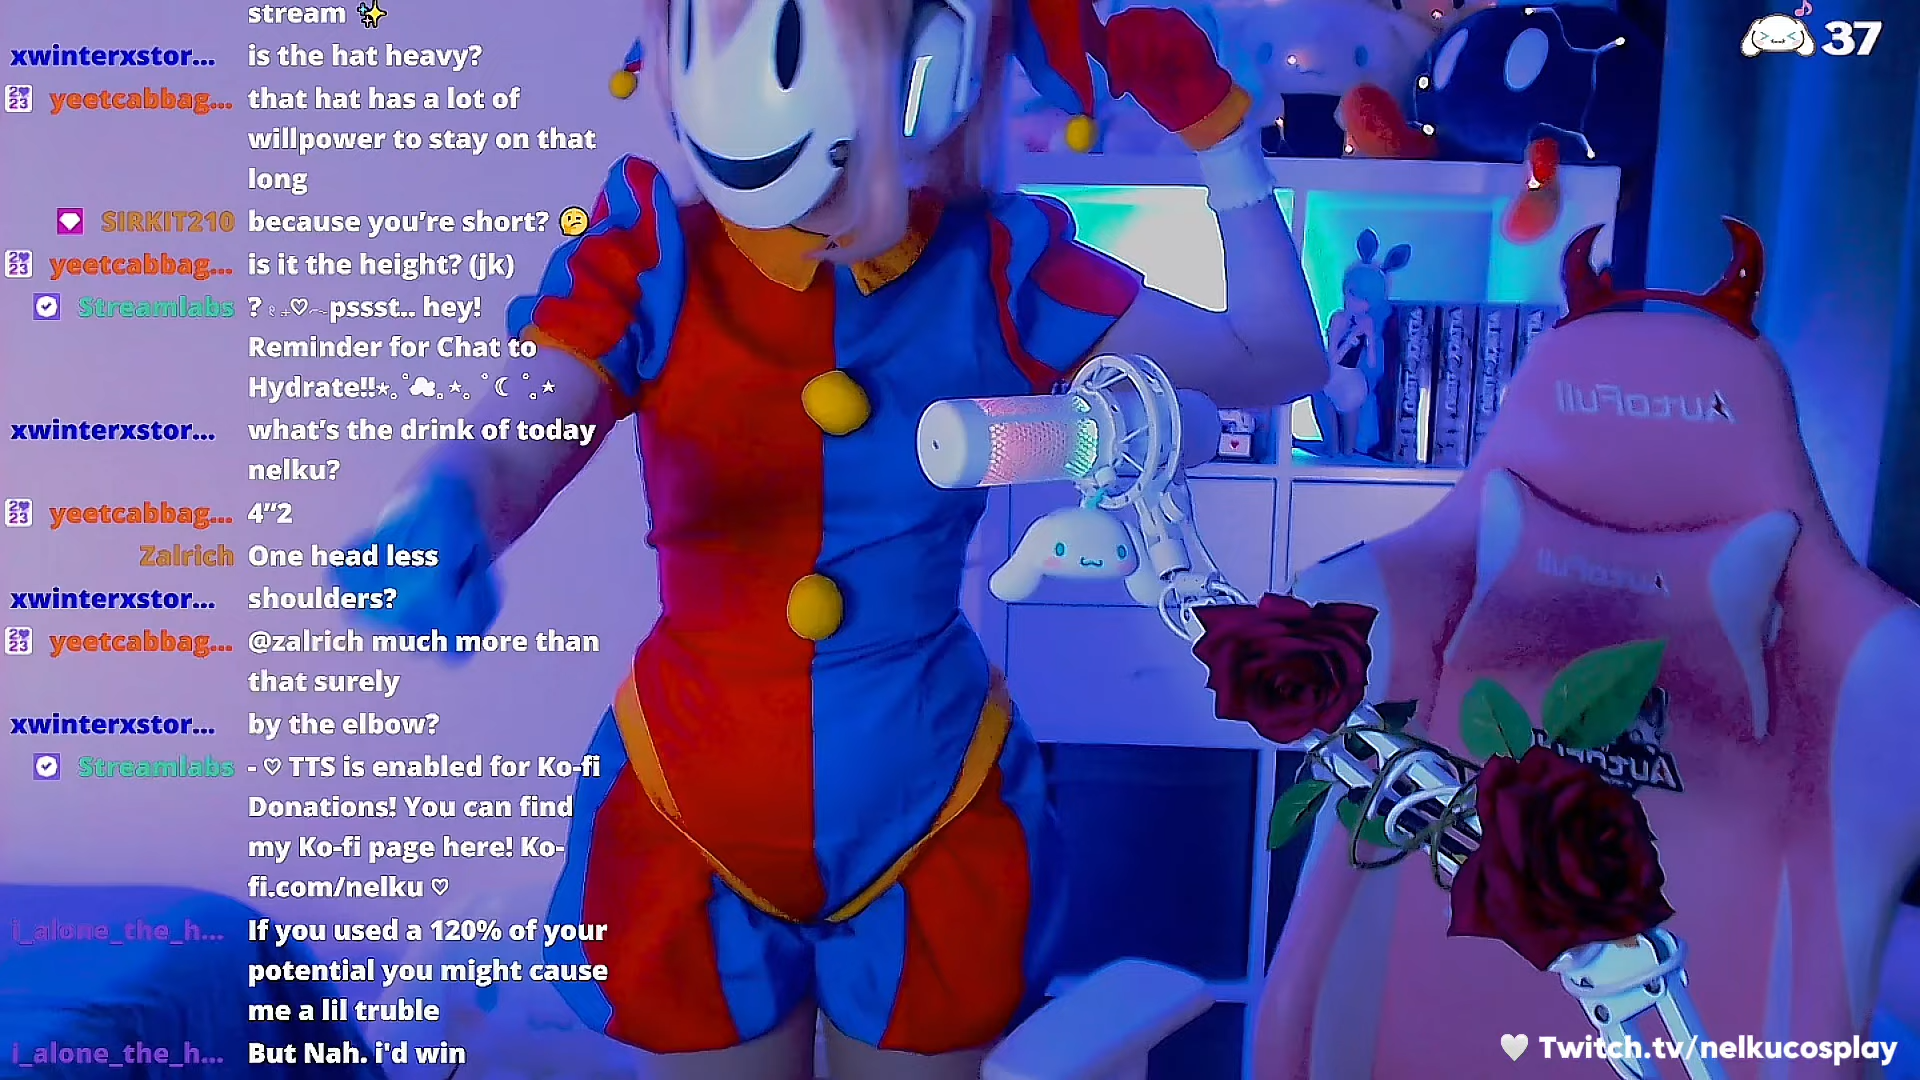 stream ✨
xwinterxstor... is the hat heavy?
yeetcabbag... that hat has a lot of
willpower to stay on that
long
SIRKIT210 because you’re short? 🤔
yeetcabbag... is it the height? (jk)
Streamlabs ? ♡ pssst.. hey!
Reminder for Chat to
Hydrate!!
xwinterxstor... what’s the drink of today
nelku?
yeetcabbag... 4”2
Zalrich One head less
xwinterxstor... shoulders?
yeetcabbag... @zalrich much more than
that surely
xwinterxstor... by the elbow?
Streamlabs - ♡ TTS is enabled for Ko-fi
Donations! You can find
my Ko-fi page here! Ko-
fi.com/nelku ♡
i_alone_the_h... If you used a 120% of your
potential you might cause
me a lil truble
i_alone_the_h... But Nah. i'd win
37
AutoFull
AutoFull
Twitch.tv/nelkucosplay